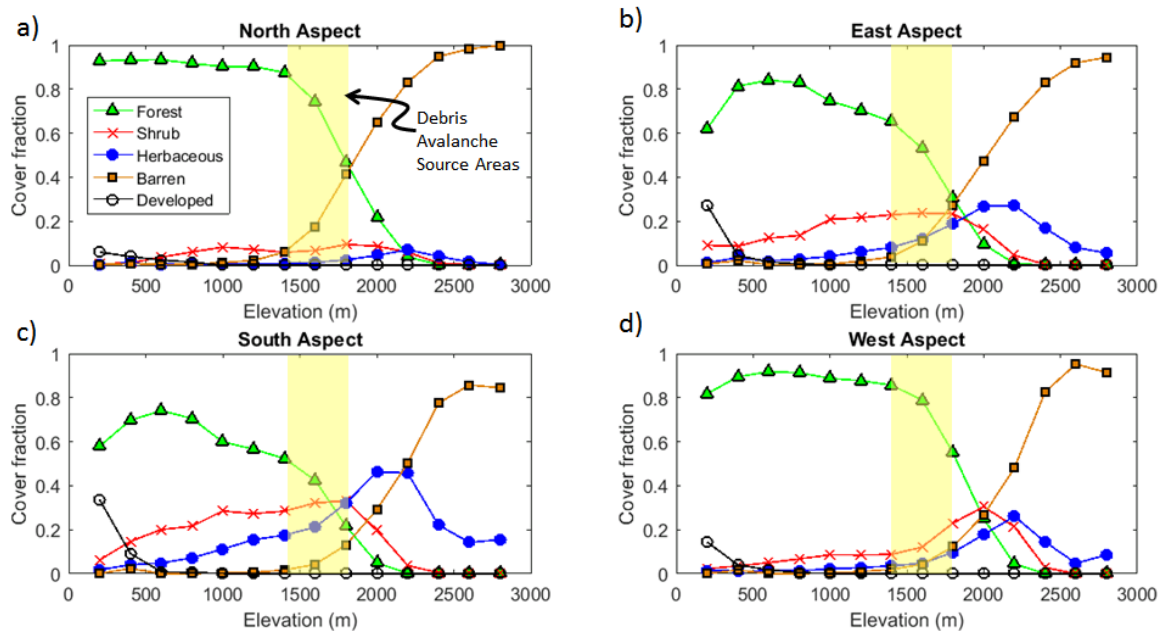 a)
North Aspect
1
0.8
0.6
0.4
0.2
0
Cover fraction
Forest
Shrub
Herbaceous
Barren
Developed
Debris
Avalanche
Source Areas
0 500 1000 1500 2000 2500 3000
Elevation (m)
b)
East Aspect
1
0.8
0.6
0.4
0.2
0
Cover fraction
0 500 1000 1500 2000 2500 3000
Elevation (m)
c)
South Aspect
1
0.8
0.6
0.4
0.2
0
Cover fraction
0 500 1000 1500 2000 2500 3000
Elevation (m)
d)
West Aspect
1
0.8
0.6
0.4
0.2
0
Cover fraction
0 500 1000 1500 2000 2500 3000
Elevation (m)